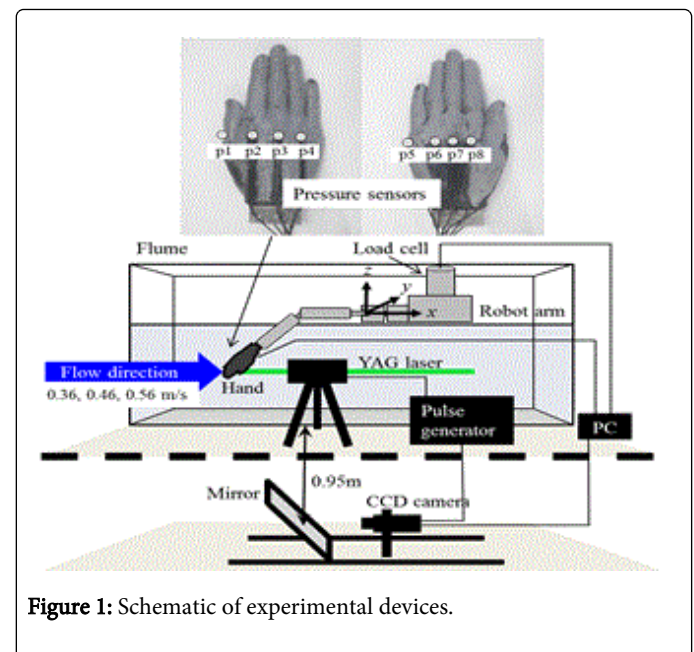 p1 p2 p3 p4
p5 p6 p7 p8
Pressure sensors
Flume
Load cell
z
y
x
Robot arm
YAG laser
Flow direction
Hand
0.36, 0.46, 0.56 m/s
Pulse
generator
PC
0.95m
Mirror
CCD camera
Figure 1: Schematic of experimental devices.